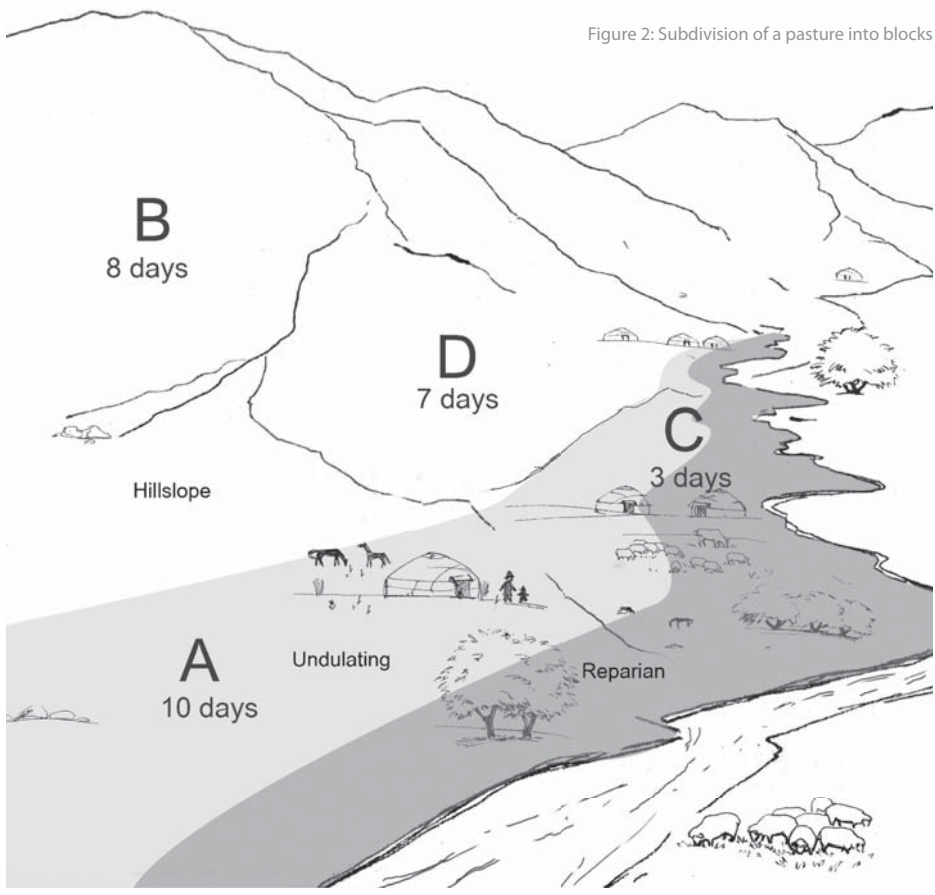 Figure 2: Subdivision of a pasture into blocks
B
8 days
D
7 days
C
3 days
Hillslope
A
10 days
Undulating
Reparian